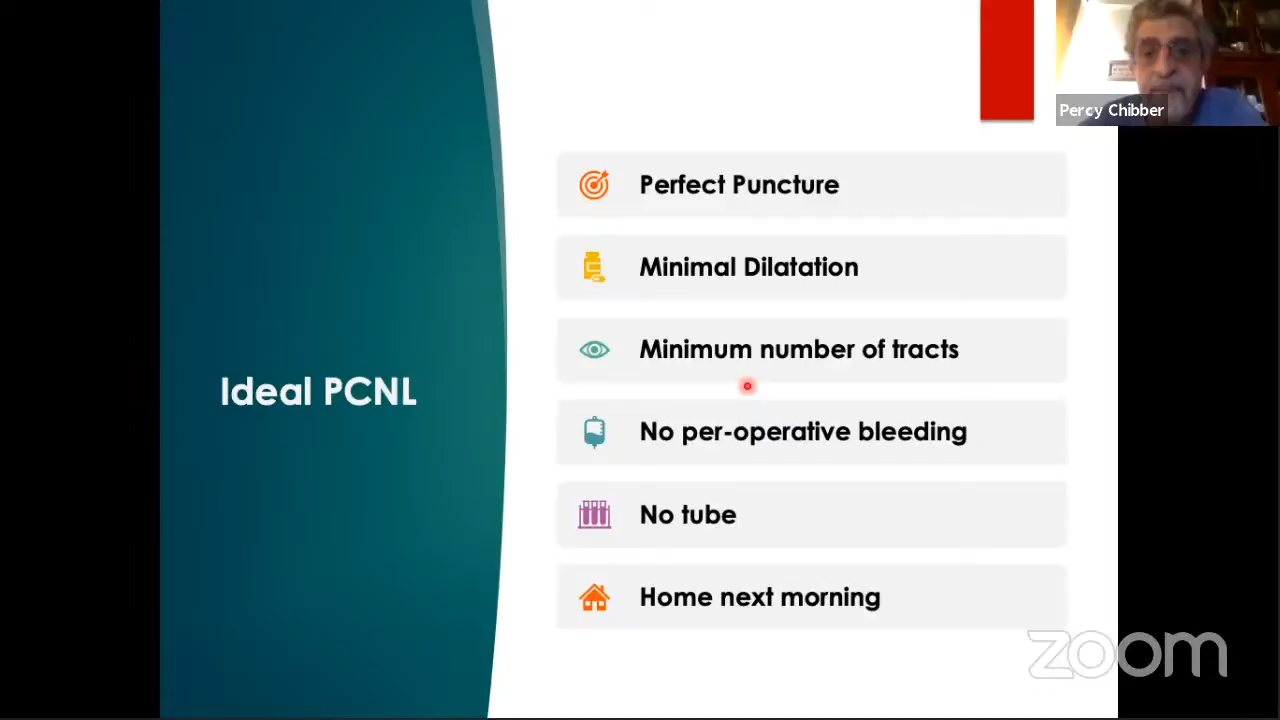 Percy Chibber
Perfect Puncture
Minimal Dilatation
Minimum number of tracts
Ideal PCNL
No per-operative bleeding
No tube
Home next morning
zoom